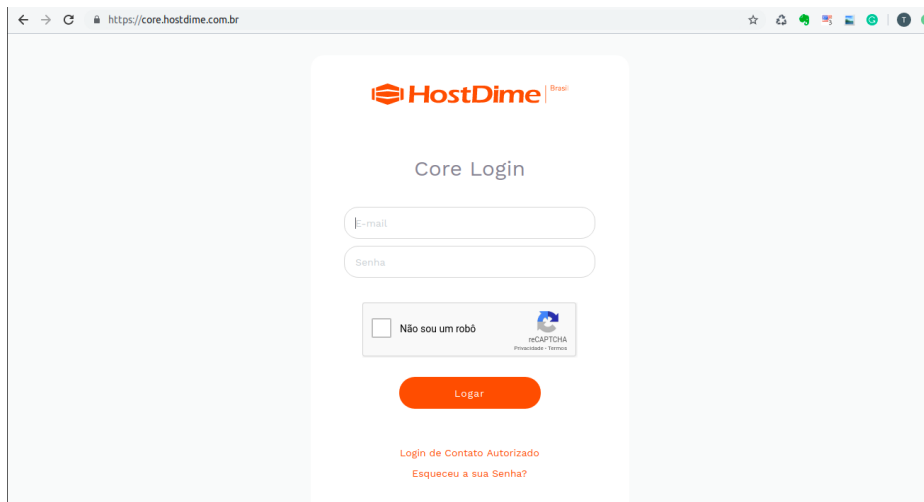 https://core.hostdime.com.br
HostDime Brasil
Core Login
E-mail
Senha
Não sou um robô
reCAPTCHA
Privacidade - Termos
Logar
Login de Contato Autorizado
Esqueceu a sua Senha?
T